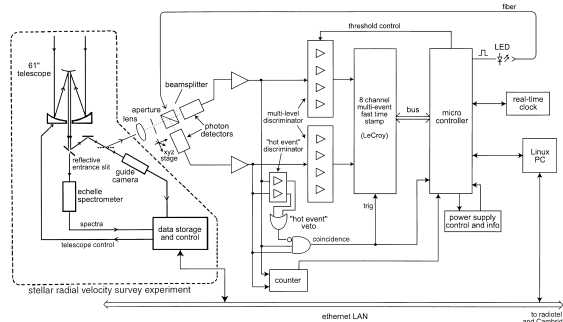 fiber
threshold control
LED
61"
telescope
beamsplitter
aperture
lens
xyz
stage
photon
detectors
multi-level
discriminator
"hot event"
discriminator
8 channel
multi-event
fast time
stamp
(LeCroy)
bus
micro
controller
real-time
clock
Linux
PC
reflective
entrance slit
guide
camera
echelle
spectrometer
"hot event"
veto
trig
power supply
control and info
spectra
telescope control
data storage
and control
coincidence
counter
stellar radial velocity survey experiment
ethernet LAN
to radiotel
and Cambrid